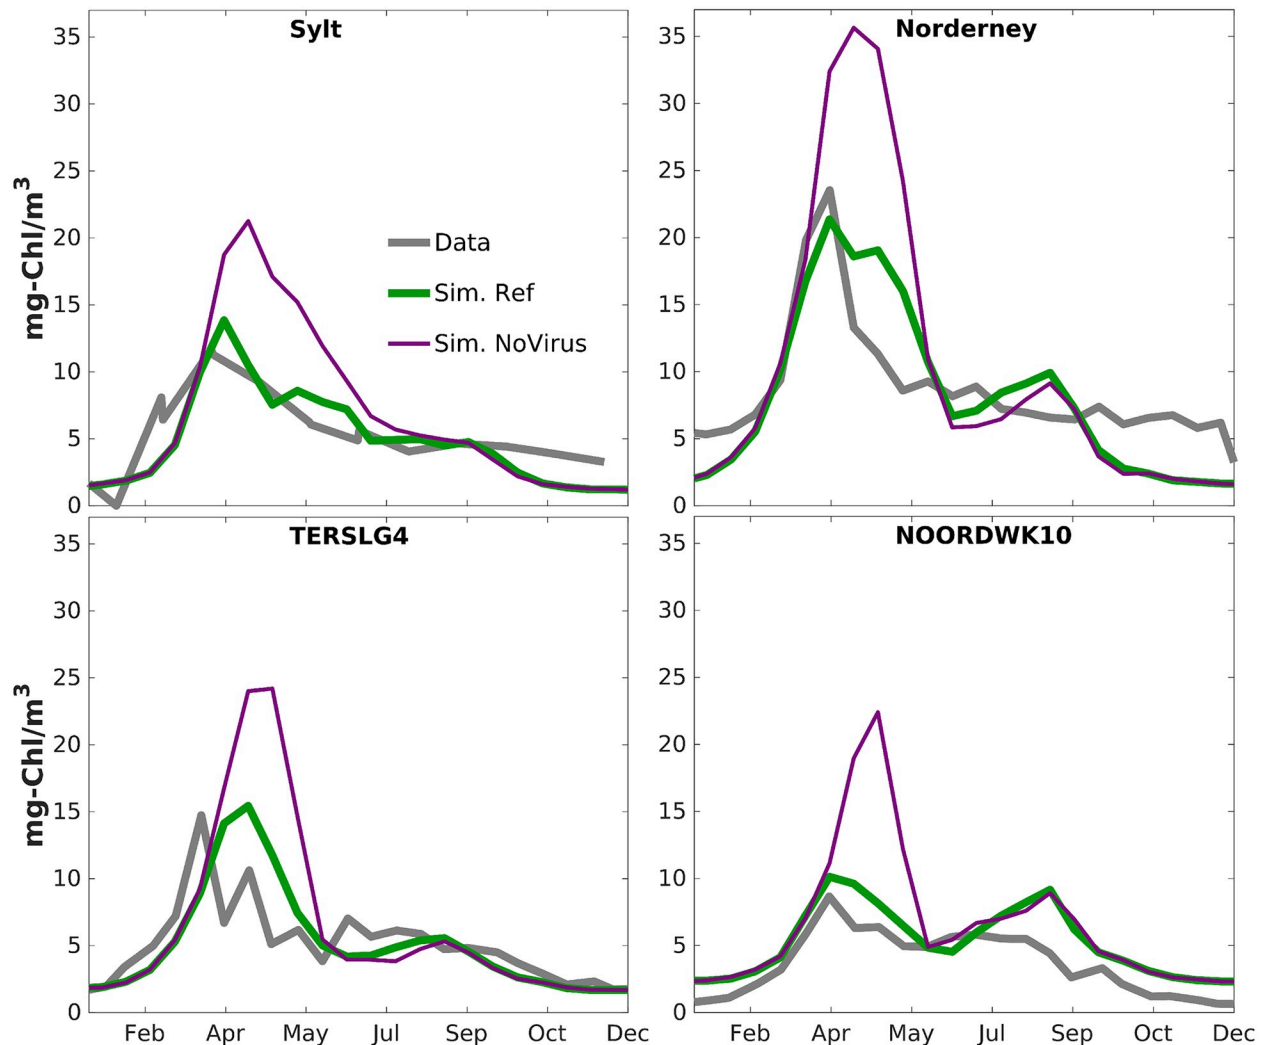 Sylt
Norderney
35
30
25
20
15
10
5
0
mg-Chl/m³
Data
Sim. Ref
Sim. NoVirus
35
30
25
20
15
10
5
0
TERSLG4
NOORDWK10
35
30
25
20
15
10
5
0
mg-Chl/m³
Feb Apr May Jul Sep Oct Dec
35
30
25
20
15
10
5
0
Feb Apr May Jul Sep Oct Dec